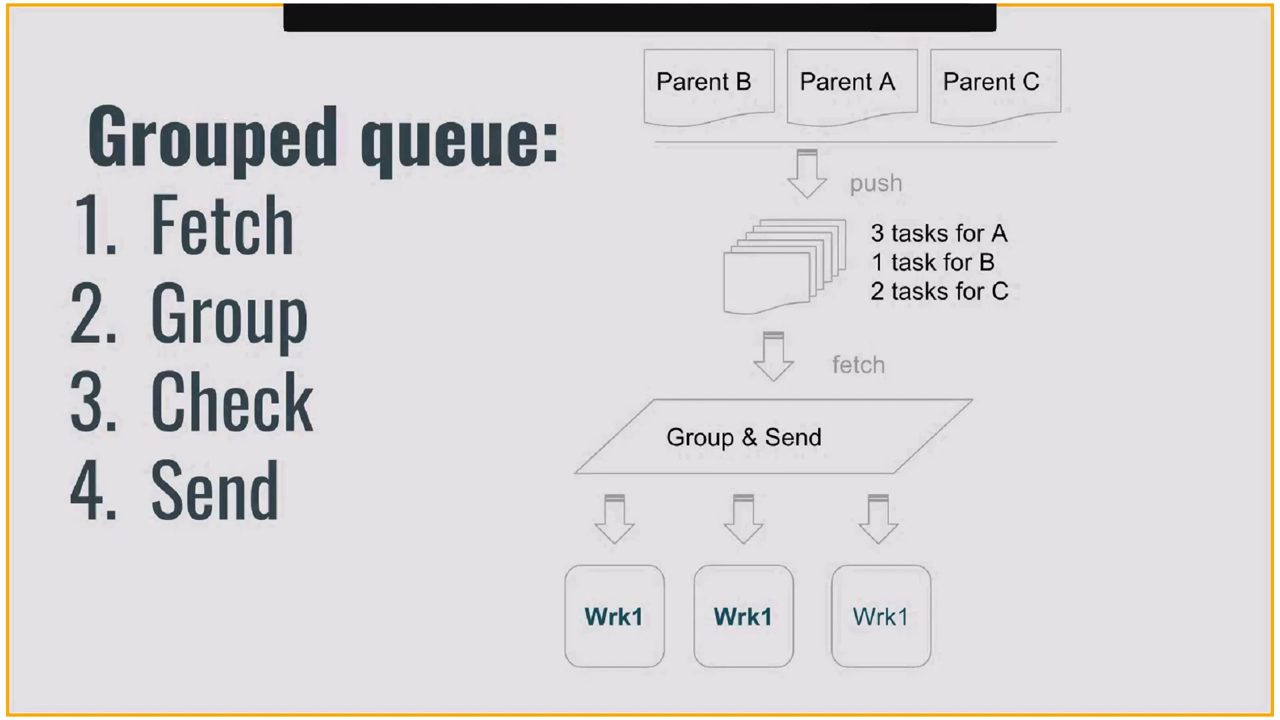 Grouped queue:
1. Fetch
2. Group
3. Check
4. Send
Parent B
Parent A
Parent C
push
3 tasks for A
1 task for B
2 tasks for C
fetch
Group & Send
Wrk1
Wrk1
Wrk1